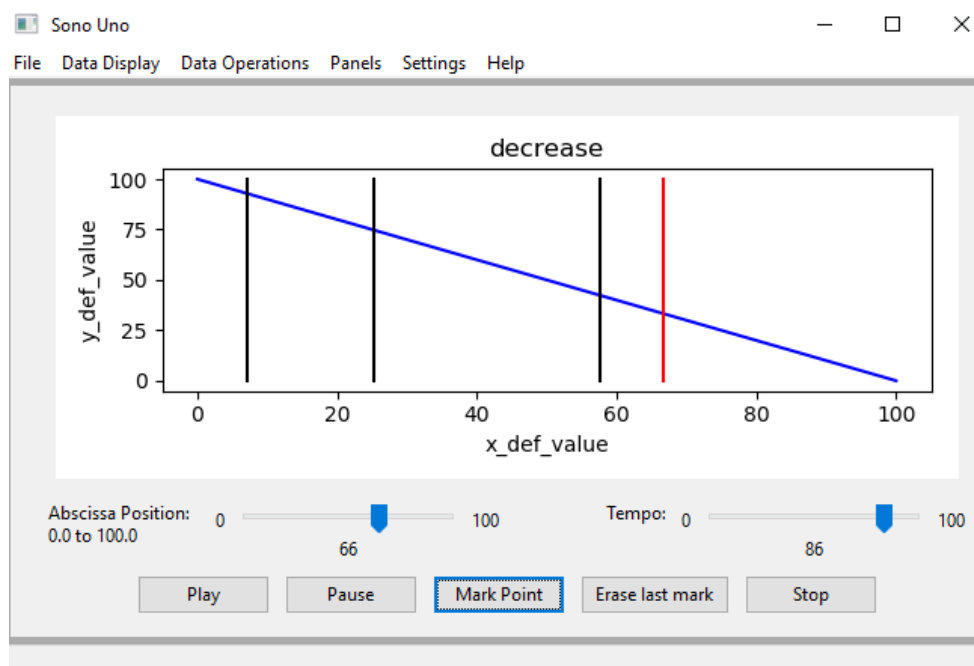 Sono Uno
File Data Display Data Operations Panels Settings Help
decrease
100
75
50
25
0
y_def_value
0 20 40 60 80 100
x_def_value
Abscissa Position: 0 100 Tempo: 0 100
0.0 to 100.0
66 86
Play Pause Mark Point Erase last mark Stop